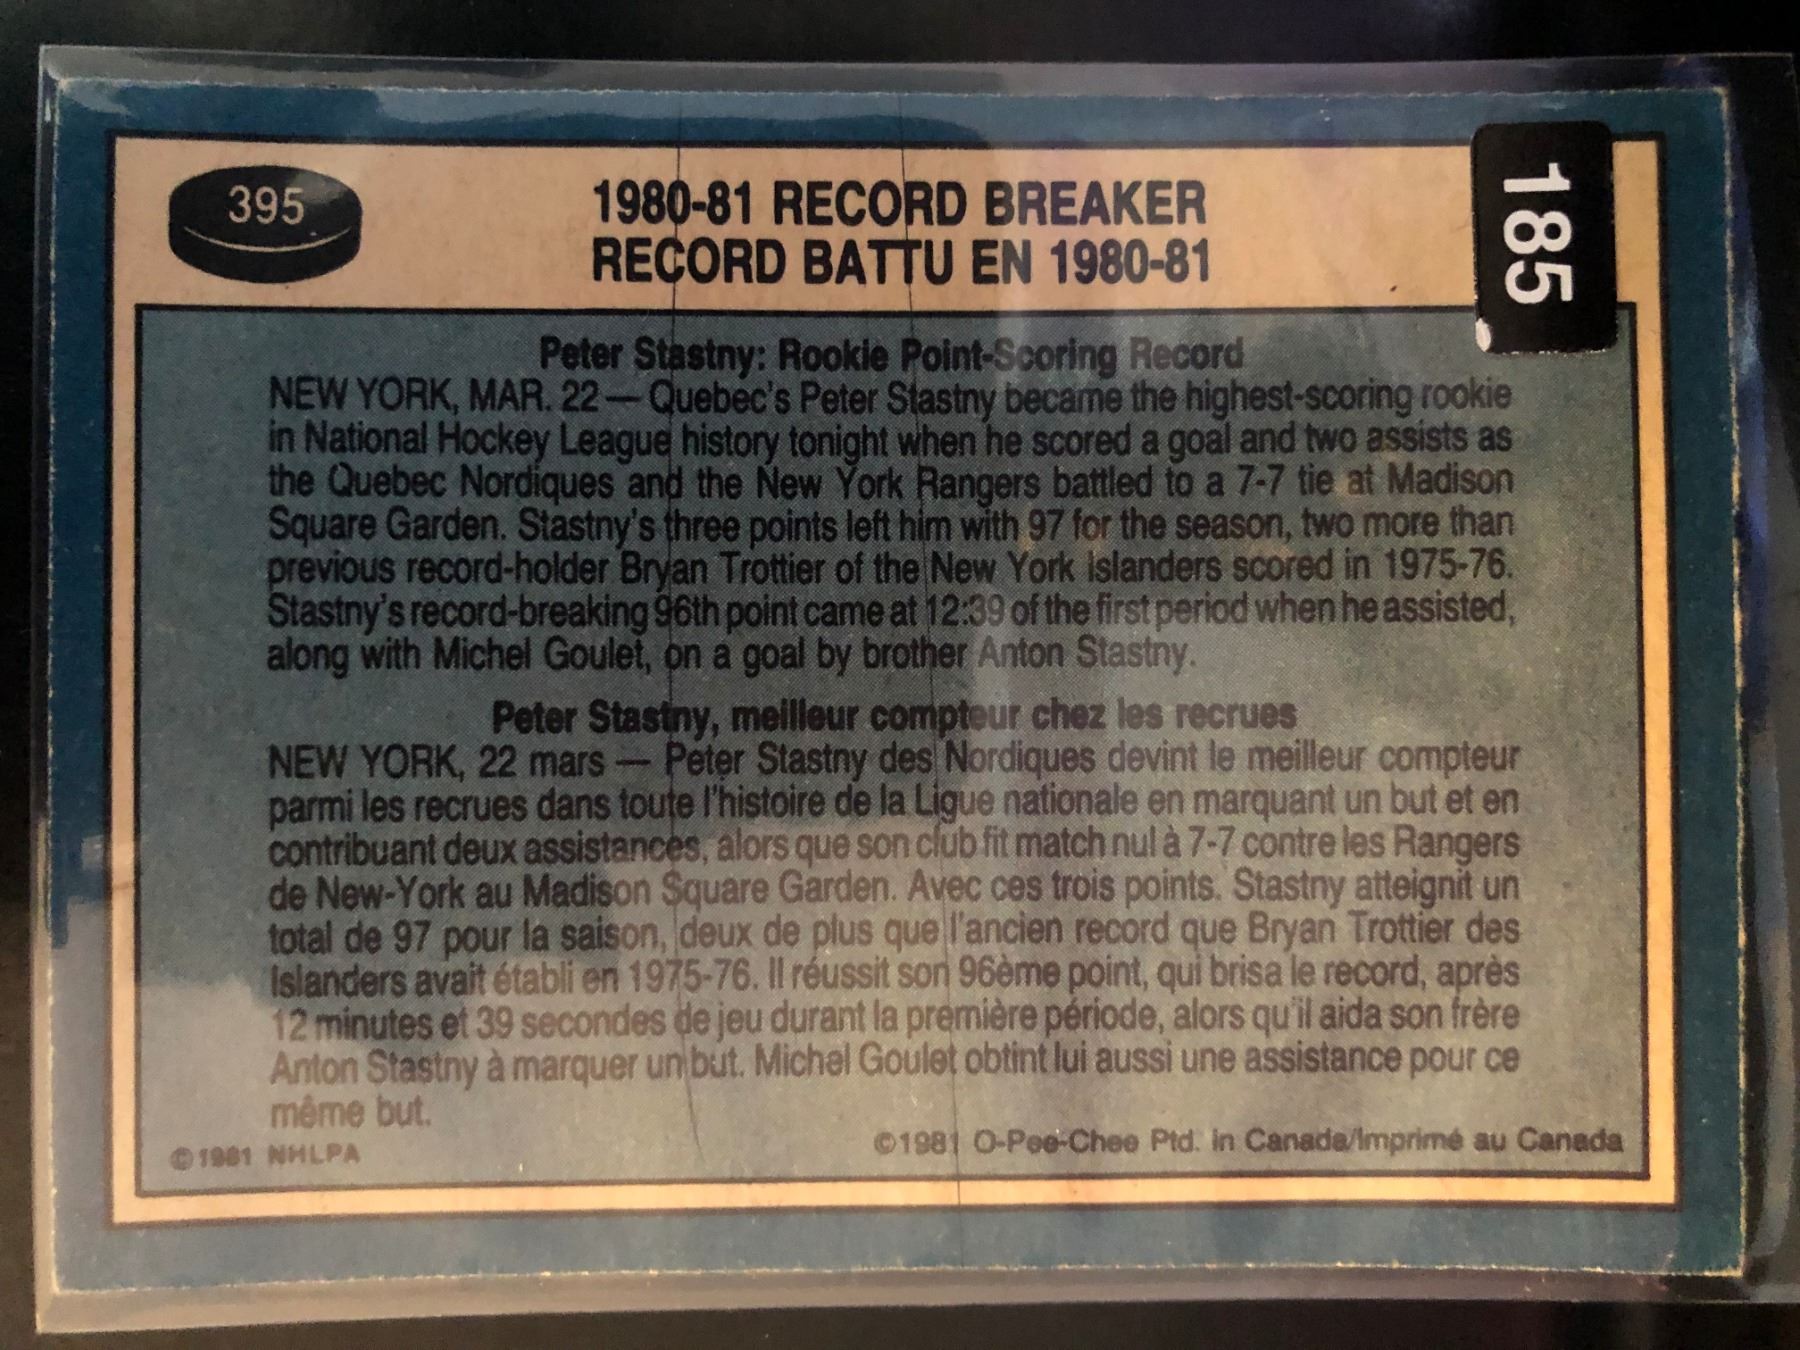 395
1980-81 RECORD BREAKER
RECORD BATTU EN 1980-81
185
Peter Stastny: Rookie Point-Scoring Record
NEW YORK, MAR. 22 — Quebec's Peter Stastny became the highest-scoring rookie
in National Hockey League history tonight when he scored a goal and two assists as
the Quebec Nordiques and the New York Rangers battled to a 7-7 tie at Madison
Square Garden. Stastny's three points left him with 97 for the season, two more than
previous record-holder Bryan Trottier of the New York Islanders scored in 1975-76.
Stastny's record-breaking 96th point came at 12:39 of the first period when he assisted,
along with Michel Goulet, on a goal by brother Anton Stastny.
Peter Stastny, meilleur compteur chez les recrues
NEW YORK, 22 mars — Peter Stastny des Nordiques devint le meilleur compteur
parmi les recrues dans toute l'histoire de la Ligue nationale en marquant un but et en
contribuant deux assistances, alors que son club fit match nul à 7-7 contre les Rangers
de New-York au Madison Square Garden. Avec ces trois points. Stastny atteignit un
total de 97 pour la saison, deux de plus que l'ancien record que Bryan Trottier des
Islanders avait établi en 1975-76. Il réussit son 96ème point, qui brisa le record, après
12 minutes et 39 secondes de jeu durant la première période, alors qu'il aida son frère
Anton Stastny à marquer un but. Michel Goulet obtint lui aussi une assistance pour ce
même but.
©1981 NHLPA
©1981 O-Pee-Chee Ptd. in Canada/Imprimé au Canada